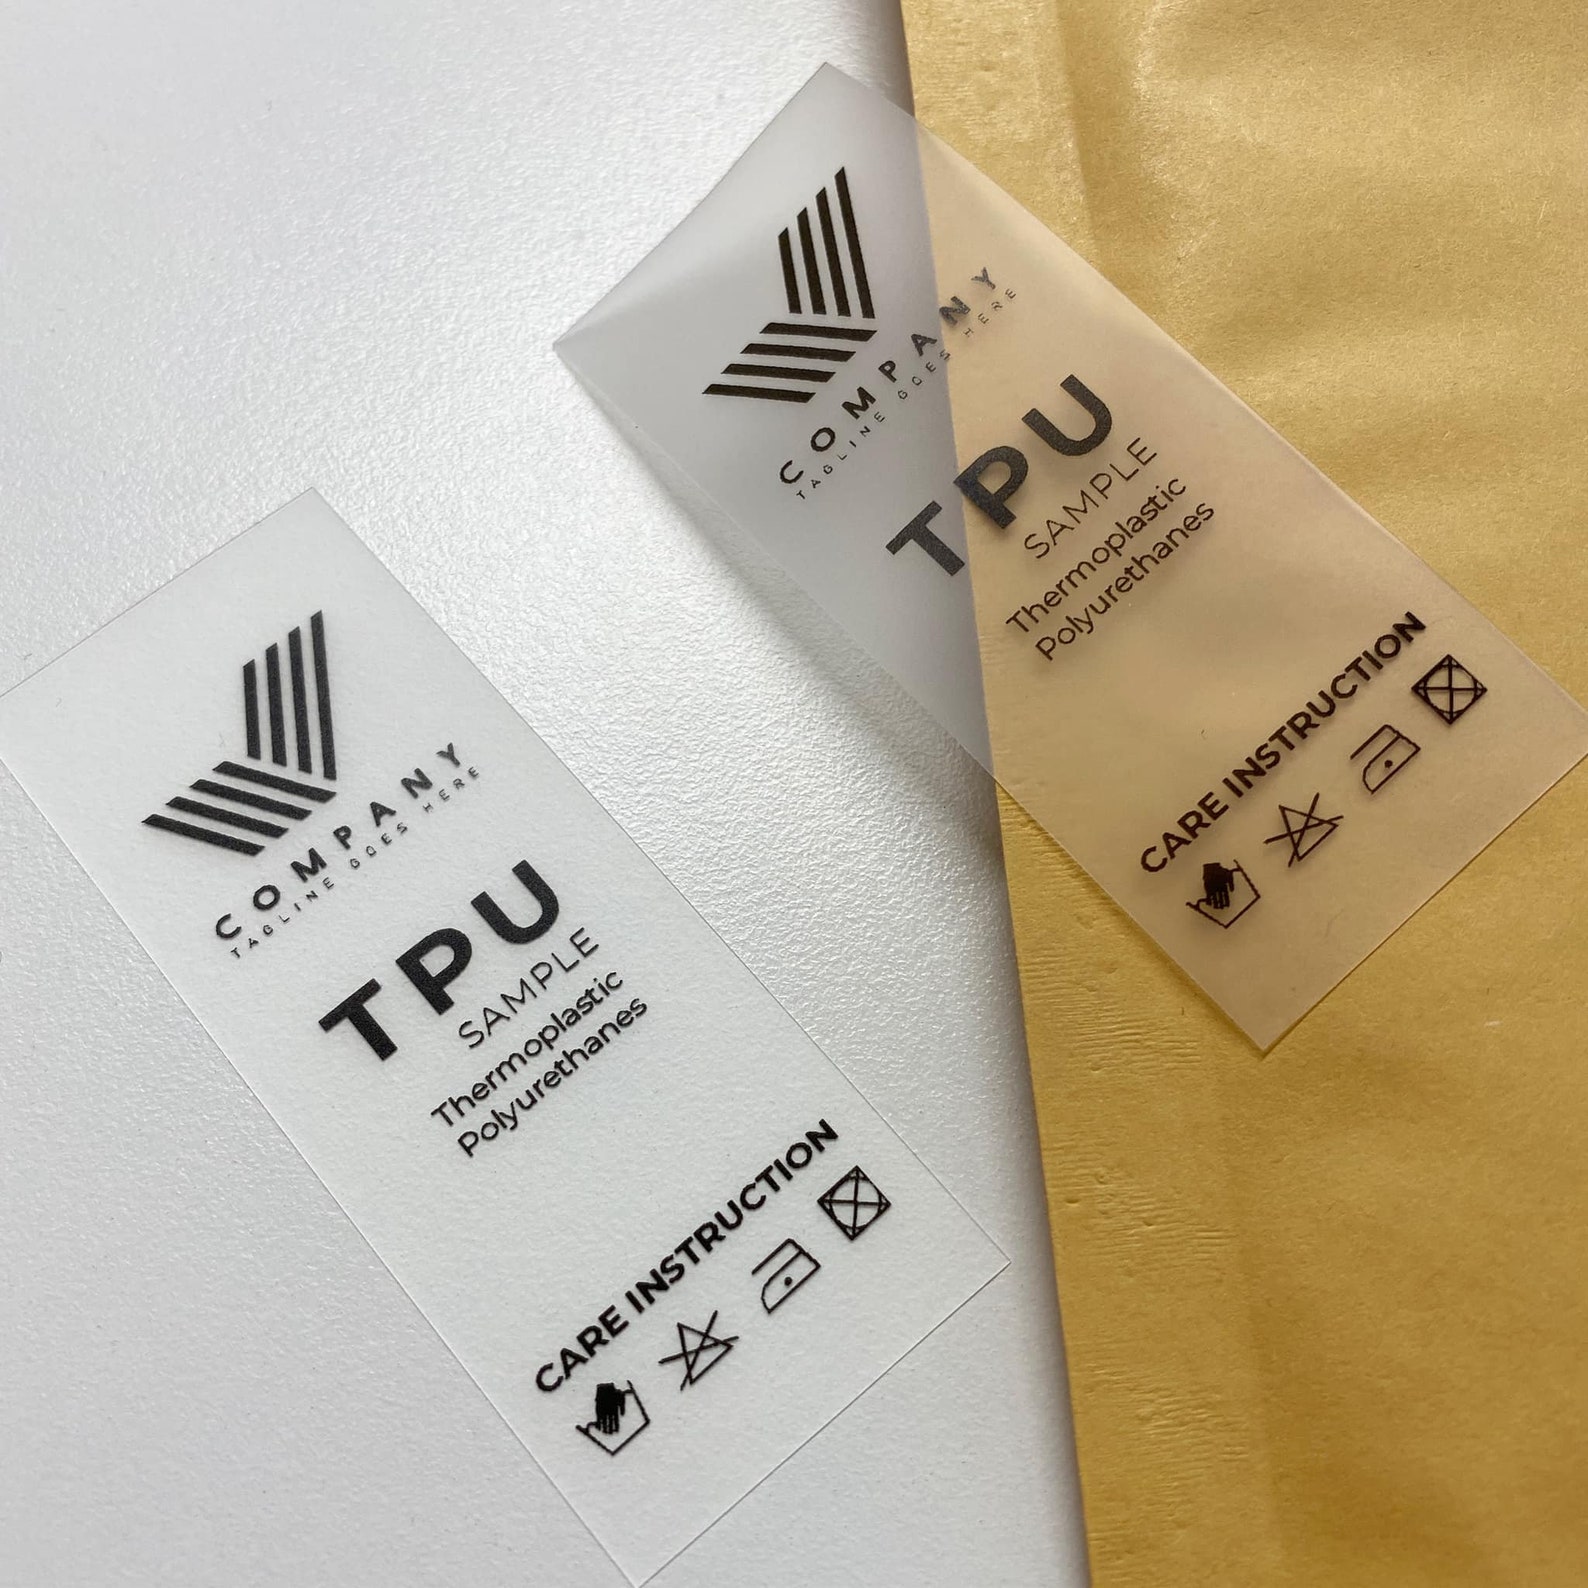 COMPANY
TAGLINE GOES HERE
TPU
SAMPLE
Thermoplastic
Polyurethanes
CARE INSTRUCTION
COMPANY
TAGLINE GOES HERE
TPU
SAMPLE
Thermoplastic
Polyurethanes
CARE INSTRUCTION